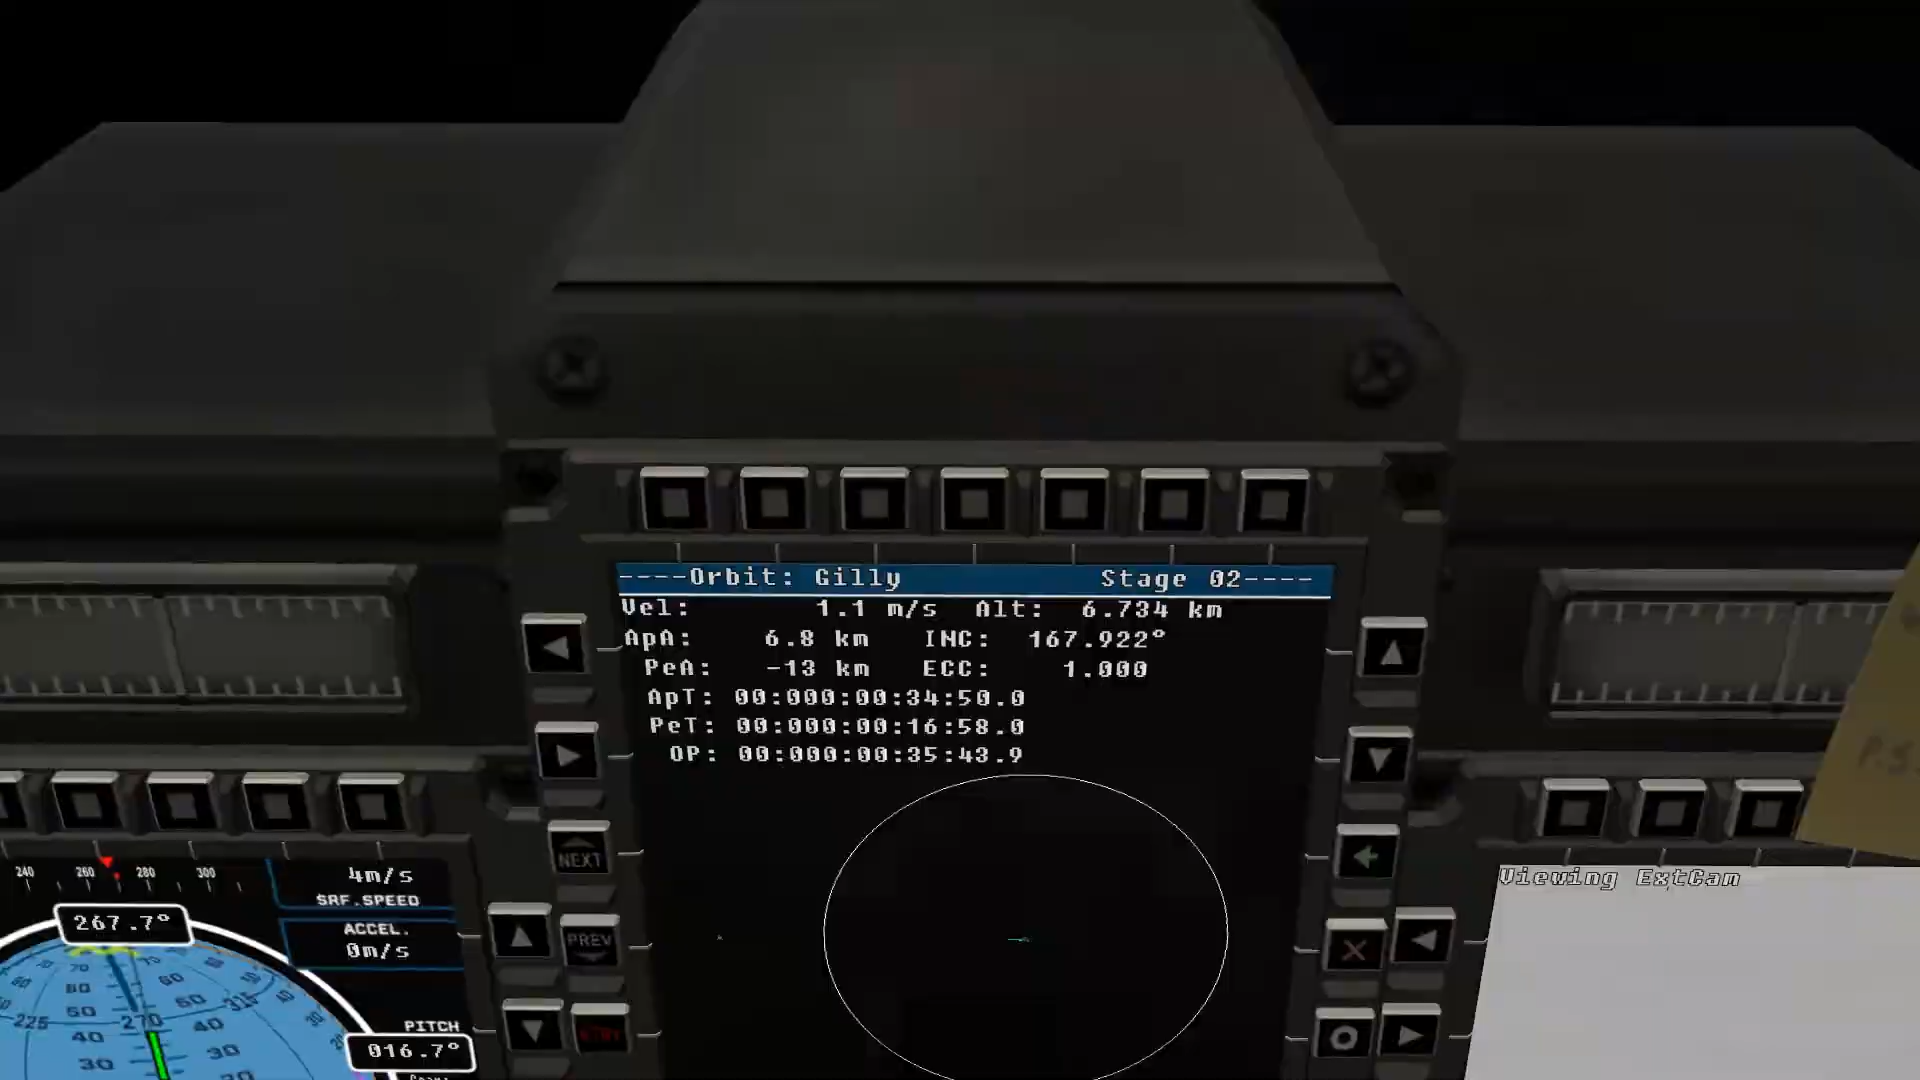 ----Orbit: Gilly Stage 02----
Vel: 1.1 m/s Alt: 6.734 km
ApA: 6.8 km INC: 167.922°
PeA: -13 km ECC: 1.000
ApT: 00:000:00:34:50.0
PeT: 00:000:00:16:58.0
OP: 00:000:00:35:43.9
NEXT
PREV
240 260 280 300
4m/s
SRF.SPEED
267.7°
ACCEL.
0m/s
225 270 315
PITCH
016.7°
Viewing ExtCam
P.S.